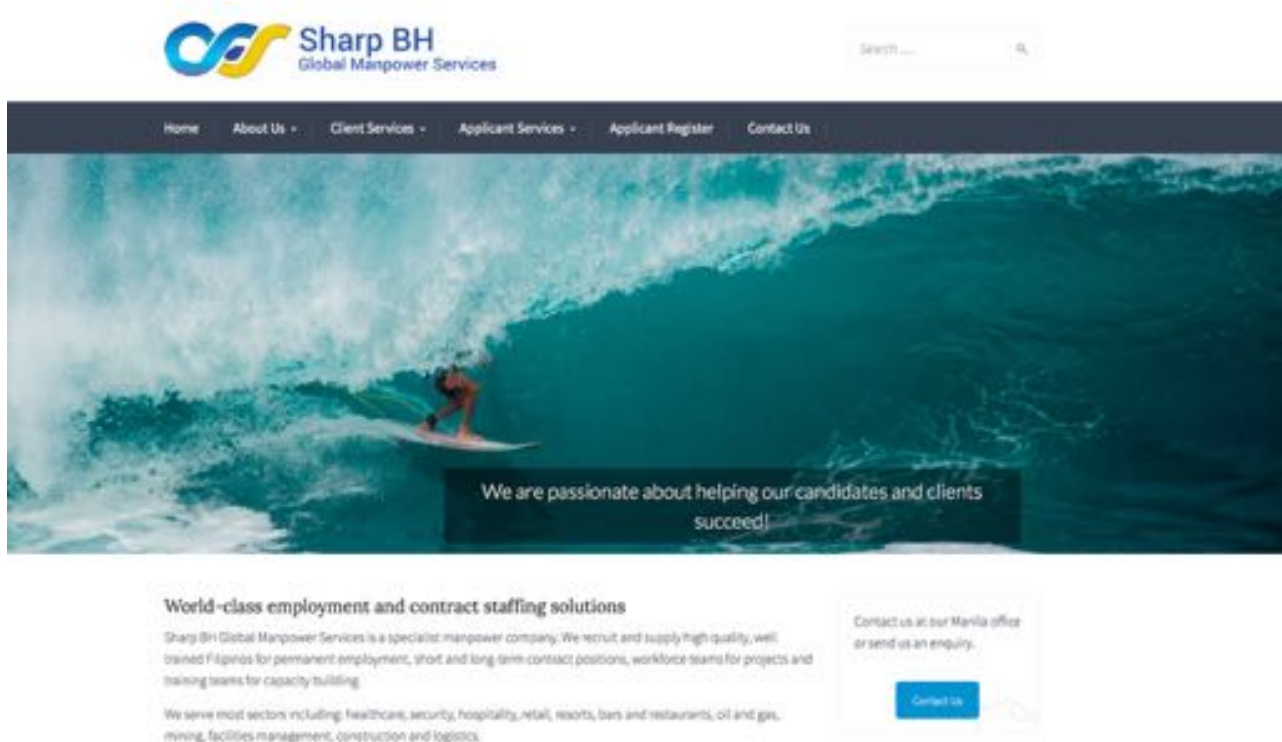 Sharp BH
Global Manpower Services
Search ...
Home About Us Client Services Applicant Services Applicant Register Contact Us
We are passionate about helping our candidates and clients
succeed!
World-class employment and contract staffing solutions
Sharp BH Global Manpower Services is a specialist manpower company. We recruit and supply high quality, well
trained Filipinos for permanent employment, short and long-term contract positions, workforce teams for projects and
training teams for capacity building.
We serve most sectors including: healthcare, security, hospitality, retail, resorts, bars and restaurants, oil and gas,
mining, facilities management, construction and logistics.
Contact us at our Manila office
or send us an enquiry.
Contact Us